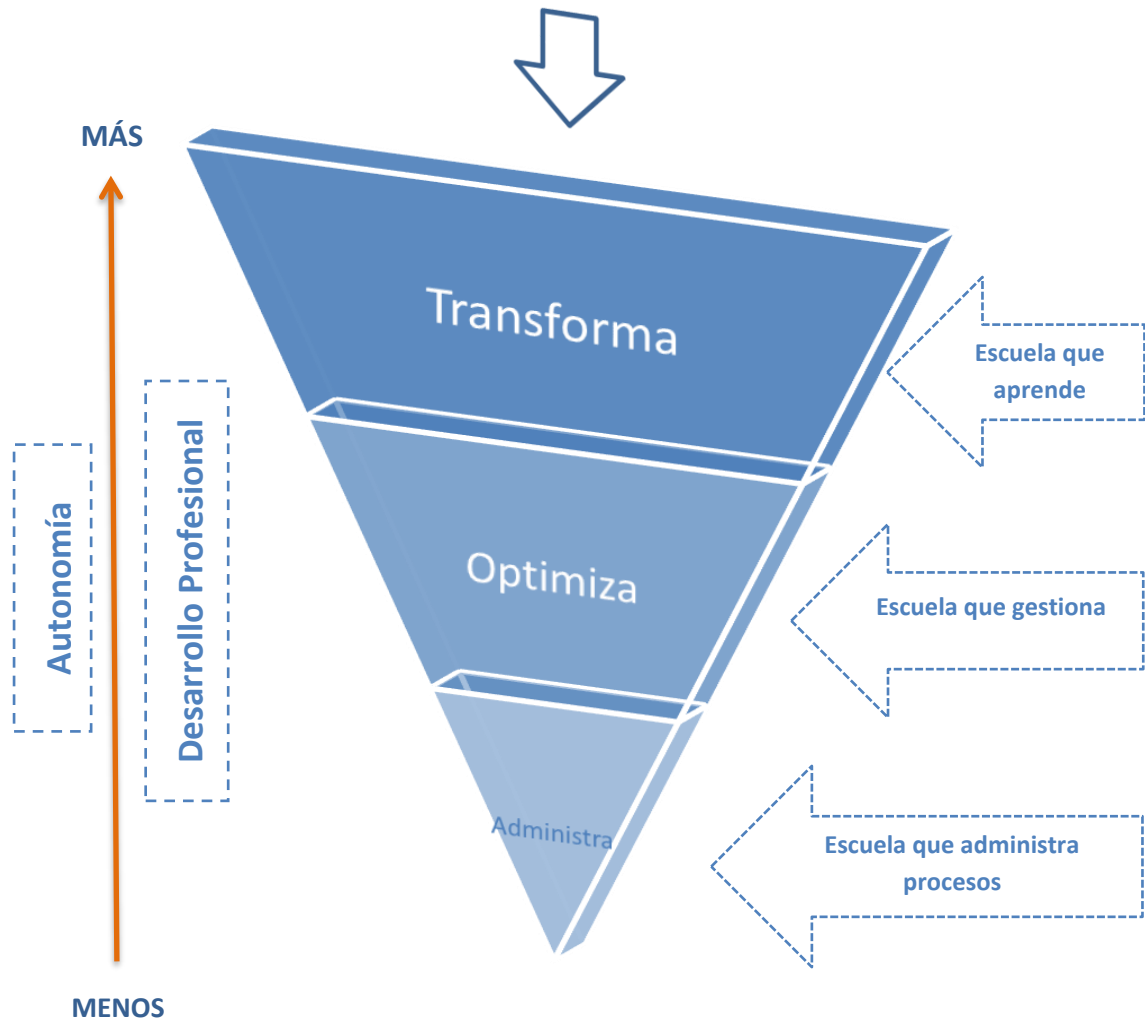 MÁS
Transforma
Escuela que
aprende
Autonomía
Desarrollo Profesional
Optimiza
Escuela que gestiona
Administra
Escuela que administra
procesos
MENOS